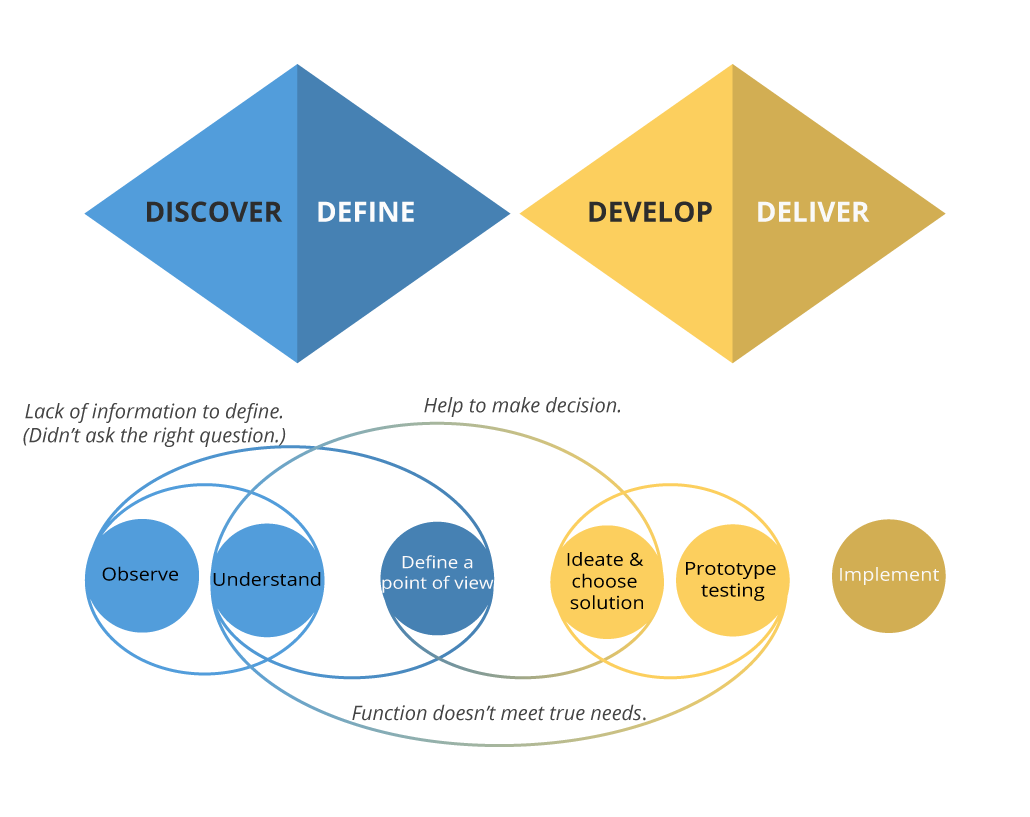 DISCOVER DEFINE DEVELOP DELIVER
Lack of information to define.
(Didn’t ask the right question.)
Help to make decision.
Observe
Understand
Define a
point of view
Ideate &
choose
solution
Prototype
testing
Implement
Function doesn’t meet true needs.